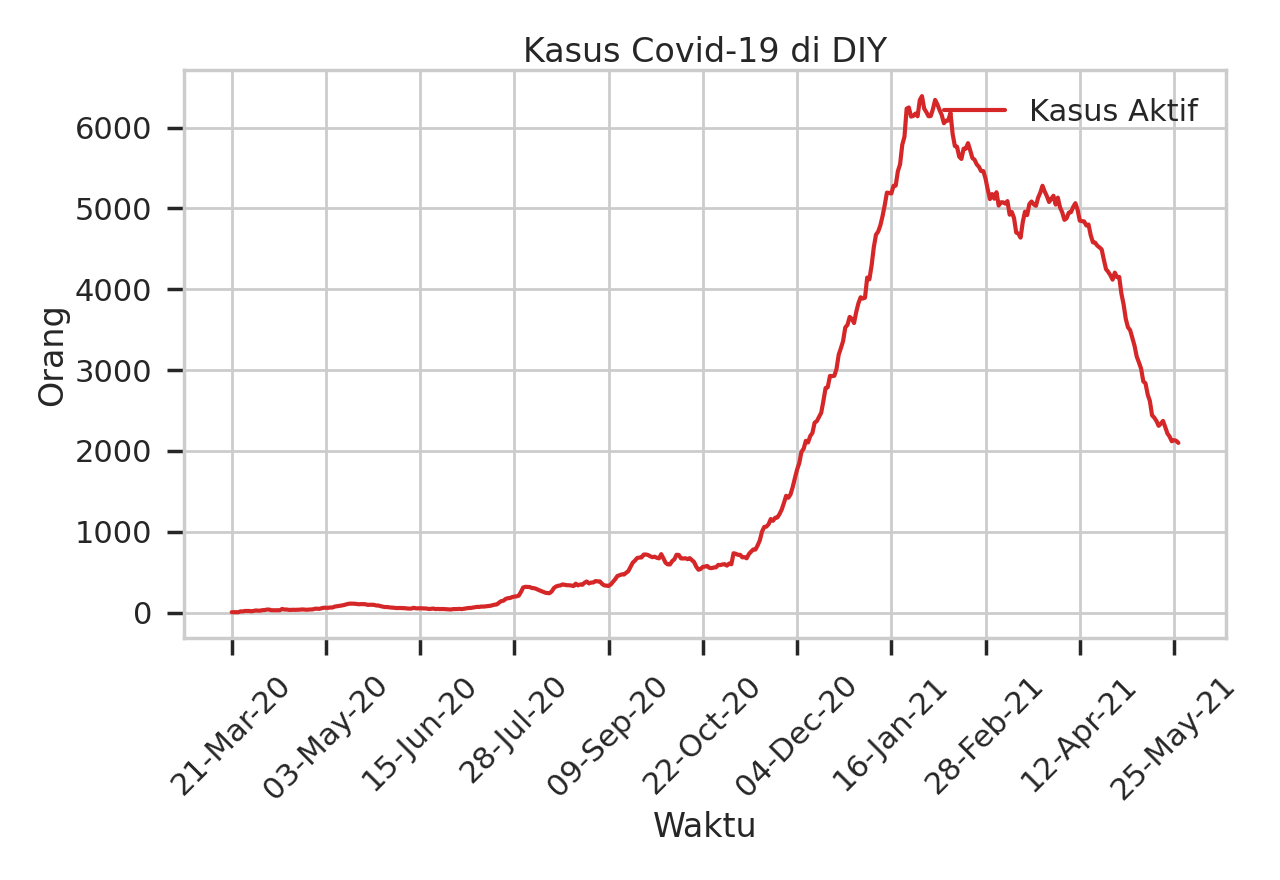 Kasus Covid-19 di DIY
Kasus Aktif
Orang
6000
5000
4000
3000
2000
1000
0
21-Mar-20
03-May-20
15-Jun-20
28-Jul-20
09-Sep-20
22-Oct-20
04-Dec-20
16-Jan-21
28-Feb-21
12-Apr-21
25-May-21
Waktu